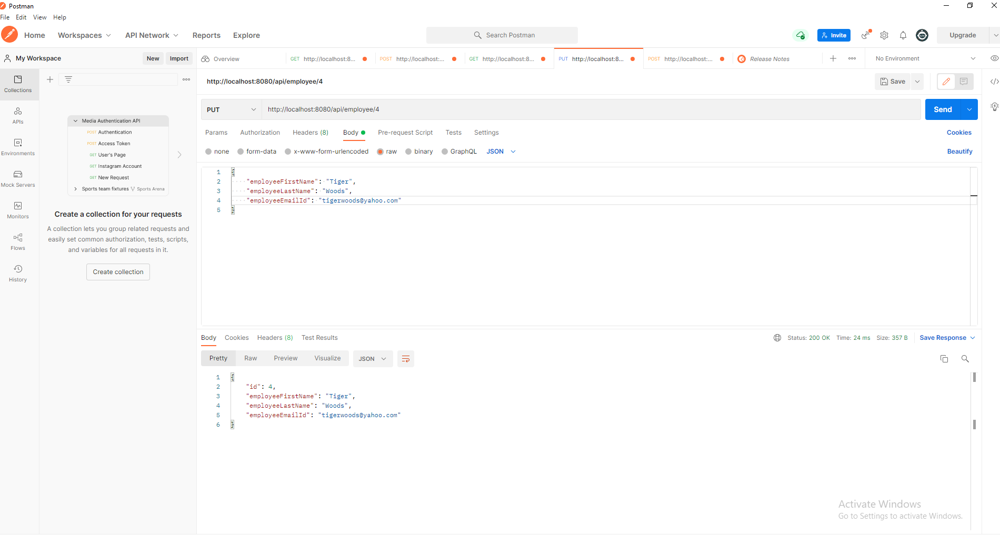 Postman
File Edit View Help
Home Workspaces API Network Reports Explore Search Postman Invite Upgrade
My Workspace New Import Overview GET http://localhost:8... POST http://localhost:... GET http://localhost:8... PUT http://localhost:8... POST http://localhost:... Release Notes No Environment
http://localhost:8080/api/employee/4 Save
PUT http://localhost:8080/api/employee/4 Send
Params Authorization Headers (8) Body Pre-request Script Tests Settings Cookies
none form-data x-www-form-urlencoded raw binary GraphQL JSON Beautify
Collections
APIs
Environments
Mock Servers
Monitors
Flows
History
Media Authentication API
POST Authentication
POST Access Token
GET User's Page
GET Instagram Account
GET New Request
Sports team fixtures Sports Arena
Create a collection for your requests
A collection lets you group related requests and
easily set common authorization, tests, scripts,
and variables for all requests in it.
Create collection
1 {
2 "employeeFirstName": "Tiger",
3 "employeeLastName": "Woods",
4 "employeeEmailId": "tigerwoods@yahoo.com"
5 }
Body Cookies Headers (8) Test Results Status: 200 OK Time: 24 ms Size: 357 B Save Response
Pretty Raw Preview Visualize JSON
1 {
2 "id": 4,
3 "employeeFirstName": "Tiger",
4 "employeeLastName": "Woods",
5 "employeeEmailId": "tigerwoods@yahoo.com"
6 }
Activate Windows
Go to Settings to activate Windows.